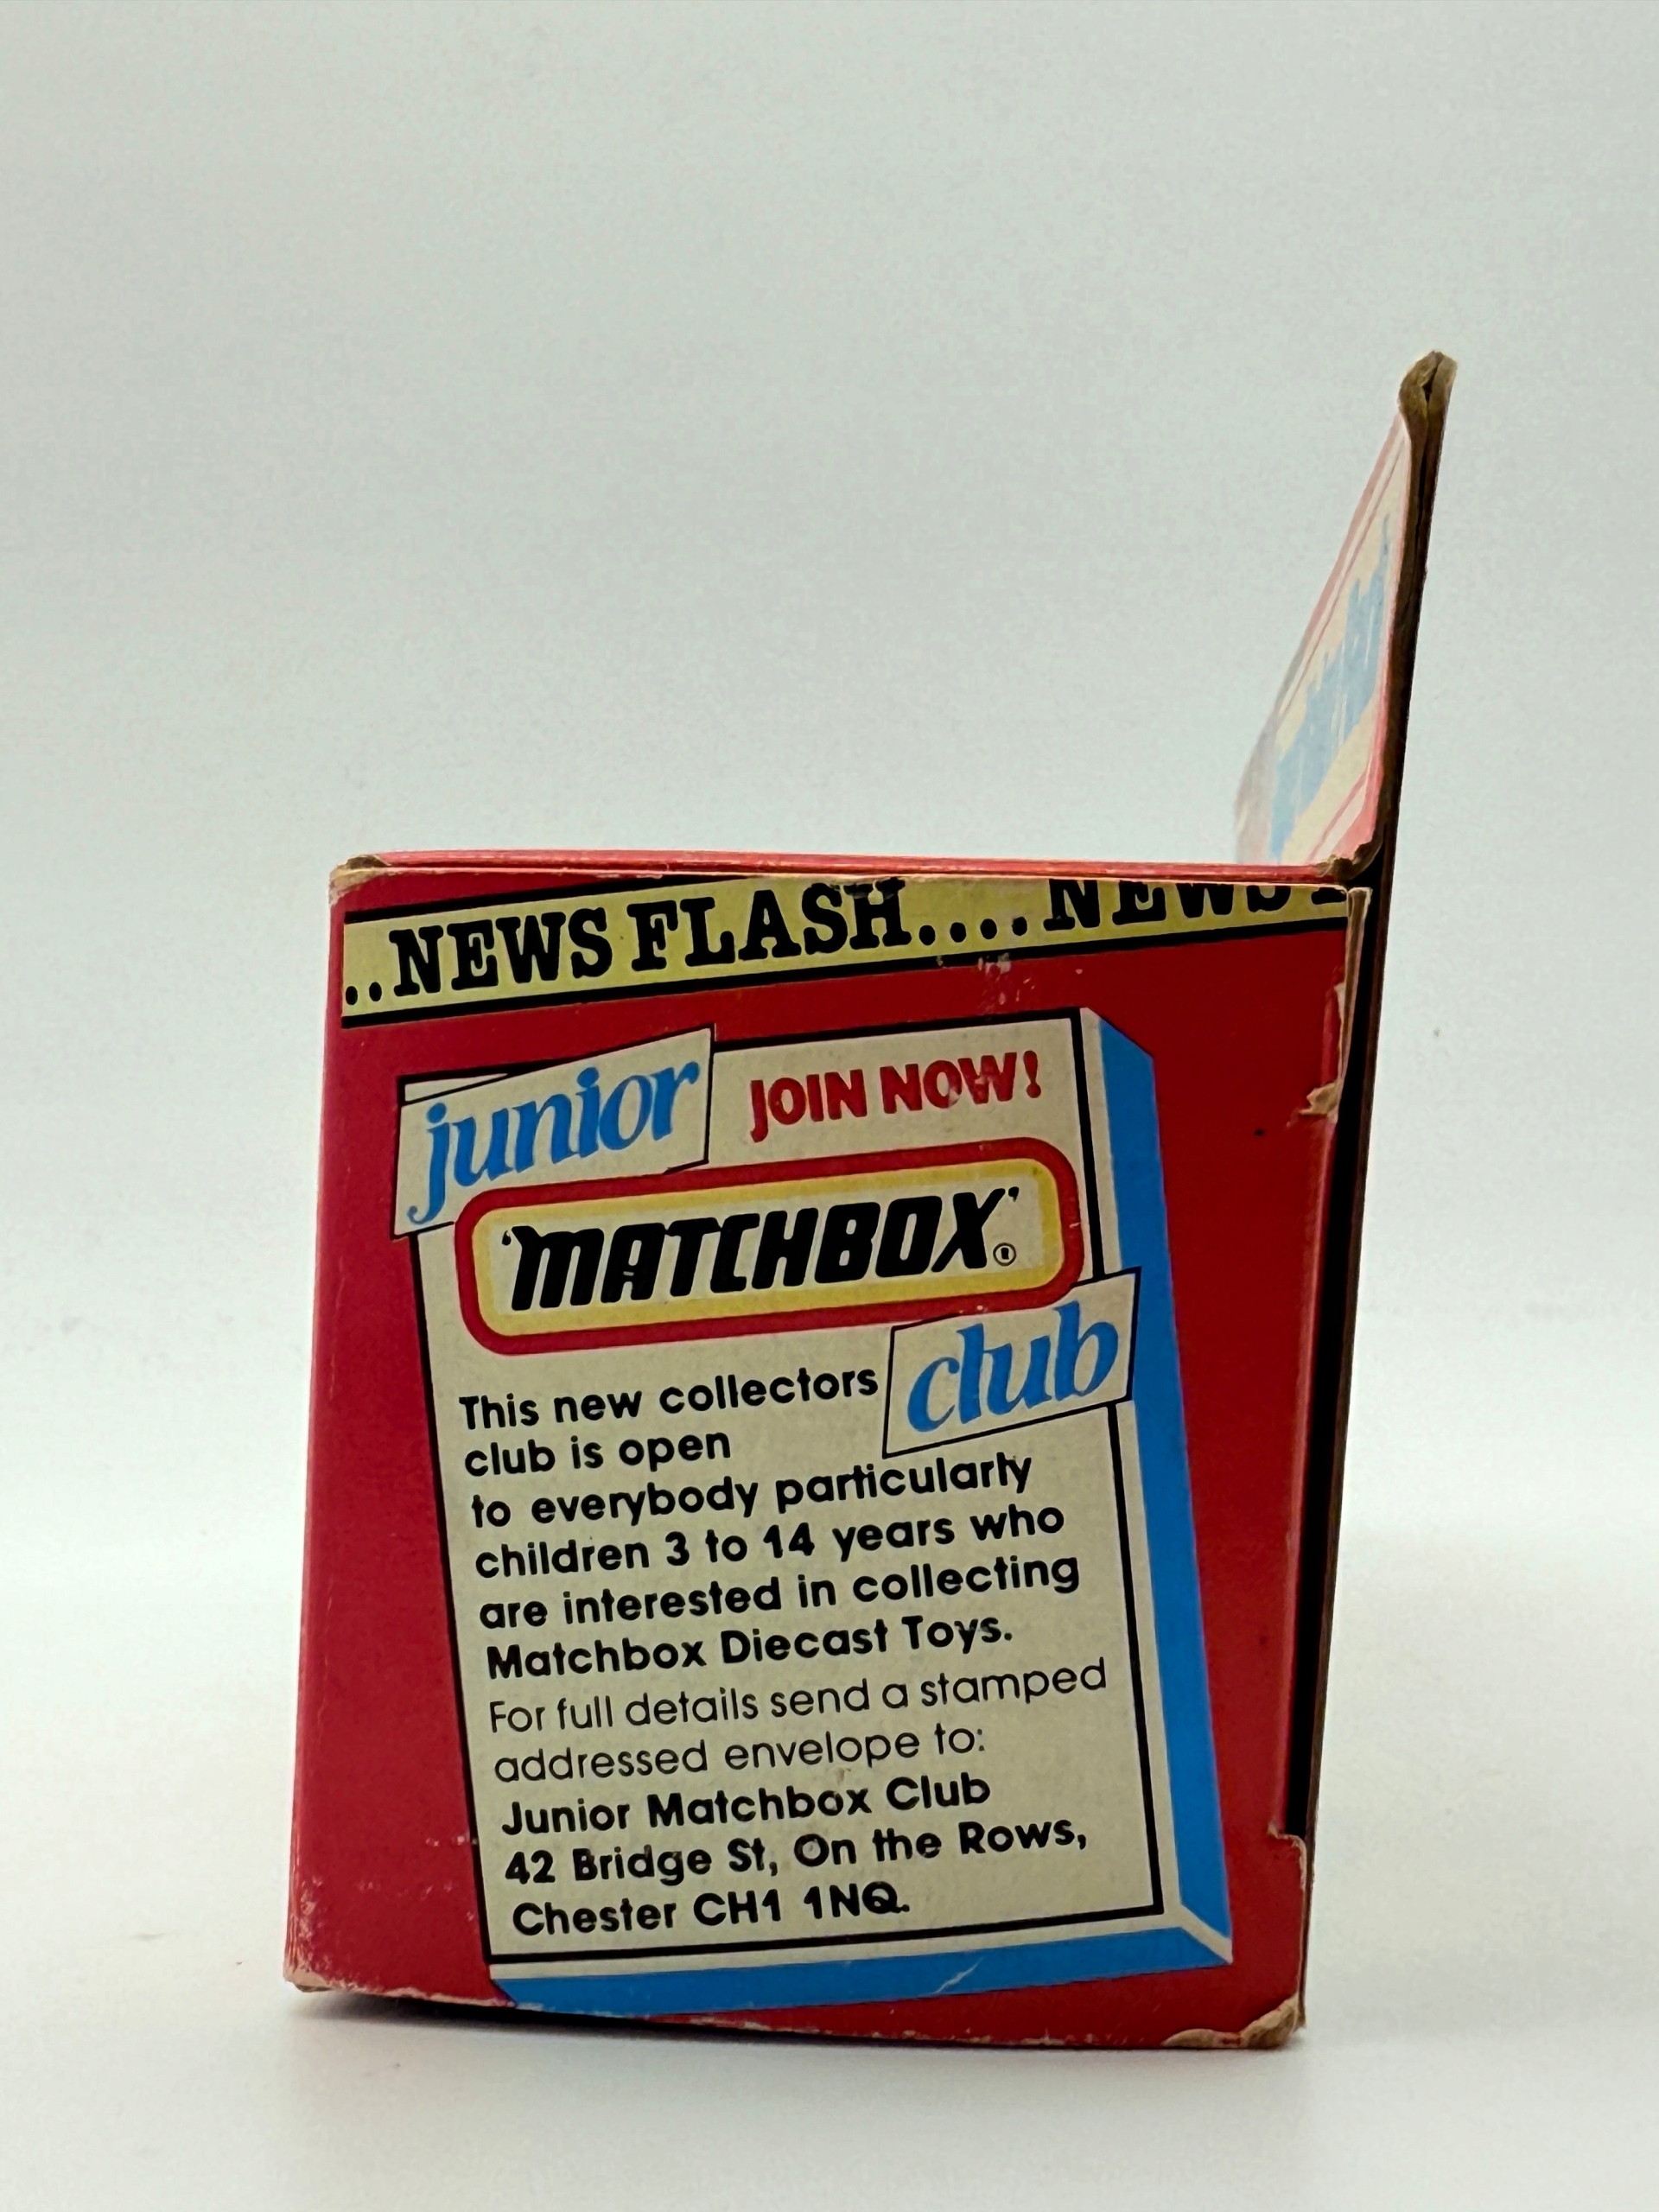 ..NEWS FLASH....NEWS
junior
JOIN NOW!
'MATCHBOX'®
club
This new collectors
club is open
to everybody particularly
children 3 to 14 years who
are interested in collecting
Matchbox Diecast Toys.
For full details send a stamped
addressed envelope to:
Junior Matchbox Club
42 Bridge St, On the Rows,
Chester CH1 1NQ.